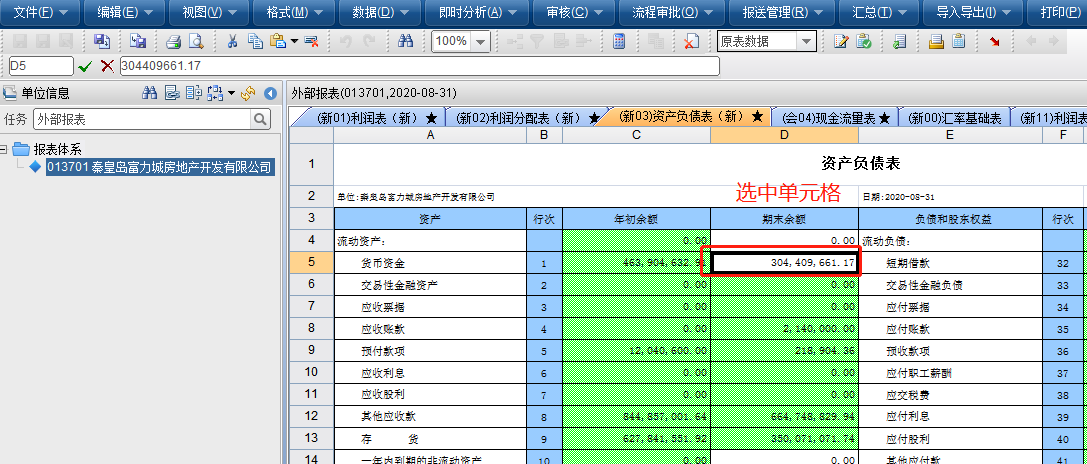 文件(F) 编辑(E) 视图(V) 格式(M) 数据(D) 即时分析(A) 审核(C) 流程审批(O) 报送管理(R) 汇总(T) 导入导出(I) 打印(P)
100% 原表数据
D5 304409661.17
单位信息
外部报表(013701,2020-08-31)
任务 外部报表
(新01)利润表（新）★ (新02)利润分配表（新）★ (新03)资产负债表（新）★ (会04)现金流量表★ (新00)汇率基础表 (新11)利润表
报表体系
013701 秦皇岛富力城房地产开发有限公司
A B C D E F
1 资产负债表
选中单元格
2 单位:秦皇岛富力城房地产开发有限公司 日期:2020-08-31
3 资产 行次 年初余额 期末余额 负债和股东权益 行次
4 流动资产: 0.00 0.00 流动负债:
5 货币资金 1 463,904,632.91 304,409,661.17 短期借款 32
6 交易性金融资产 2 0.00 0.00 交易性金融负债 33
7 应收票据 3 0.00 0.00 应付票据 34
8 应收账款 4 0.00 2,140,000.00 应付账款 35
9 预付款项 5 12,040,600.00 218,904.36 预收款项 36
10 应收利息 6 0.00 0.00 应付职工薪酬 37
11 应收股利 7 0.00 0.00 应交税费 38
12 其他应收款 8 844,857,001.64 664,748,829.94 应付利息 39
13 存 货 9 627,841,551.92 350,071,071.74 应付股利 40
14 一年内到期的非流动资产 10 0.00 0.00 其他应付款 41